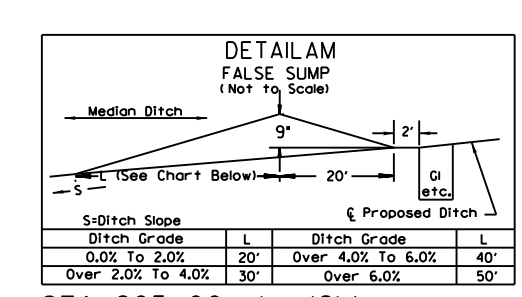 DETAILAM
FALSE SUMP
(Not to Scale)
Median Ditch
9"
2'
L (See Chart Below)
20'
GI
etc.
S
S=Ditch Slope
℄ Proposed Ditch
Ditch Grade L Ditch Grade L
0.0% To 2.0% 20' Over 4.0% To 6.0% 40'
Over 2.0% To 4.0% 30' Over 6.0% 50'